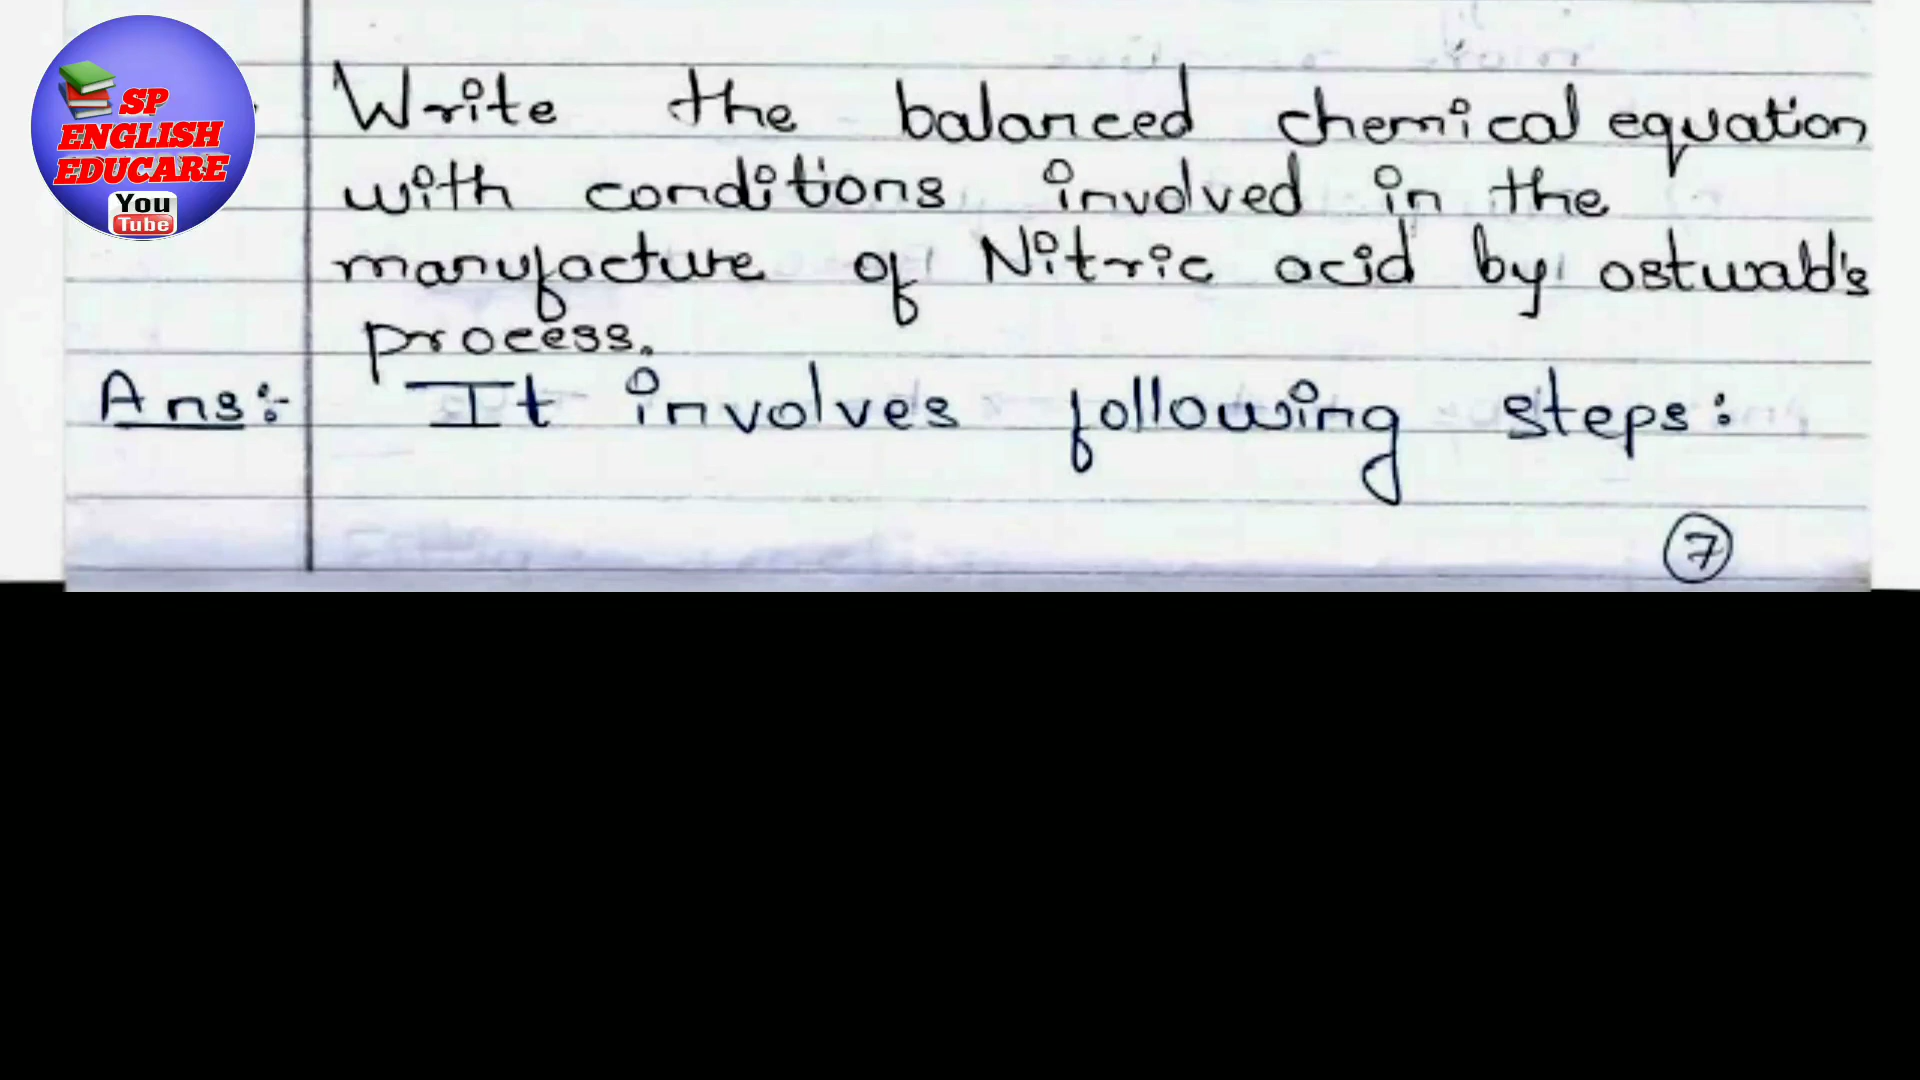 SP
ENGLISH
EDUCARE
You
Tube
Write the balanced chemical equation
with conditions involved in the
manufacture of Nitric acid by ostwald's
process.
Ans:- It involves following steps:
7